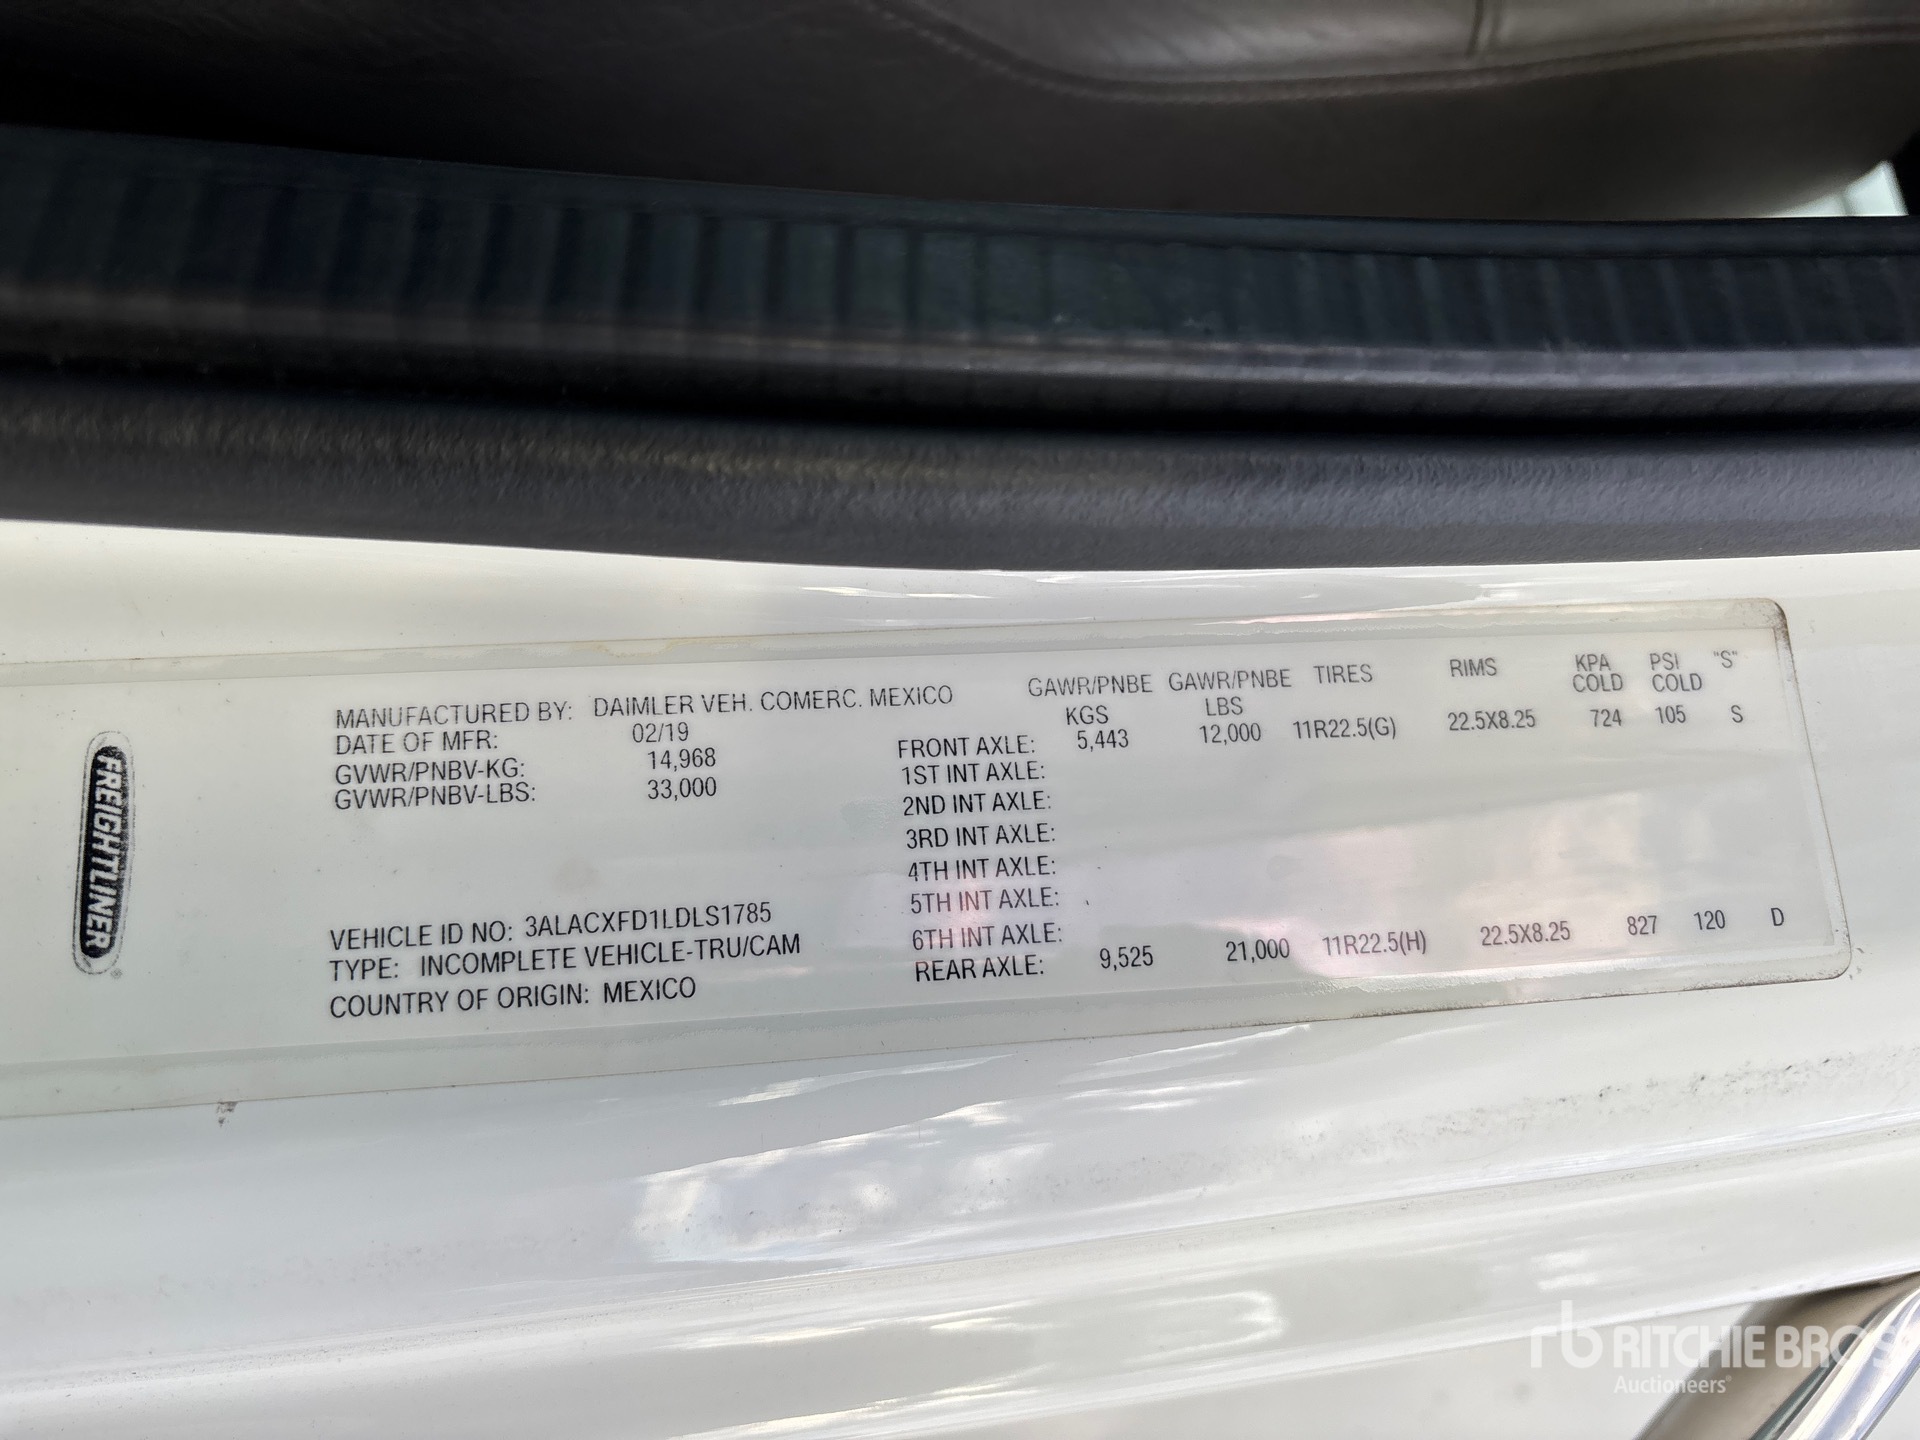 FREIGHTLINER
MANUFACTURED BY: DAIMLER VEH. COMERC. MEXICO
DATE OF MFR: 02/19
GVWR/PNBV-KG: 14,968
GVWR/PNBV-LBS: 33,000
VEHICLE ID NO: 3ALACXFD1LDLS1785
TYPE: INCOMPLETE VEHICLE-TRU/CAM
COUNTRY OF ORIGIN: MEXICO
GAWR/PNBE GAWR/PNBE TIRES RIMS KPA PSI "S"
KGS LBS COLD COLD
FRONT AXLE: 5,443 12,000 11R22.5(G) 22.5X8.25 724 105 S
1ST INT AXLE:
2ND INT AXLE:
3RD INT AXLE:
4TH INT AXLE:
5TH INT AXLE:
6TH INT AXLE:
REAR AXLE: 9,525 21,000 11R22.5(H) 22.5X8.25 827 120 D
rb RITCHIE BROS
Auctioneers